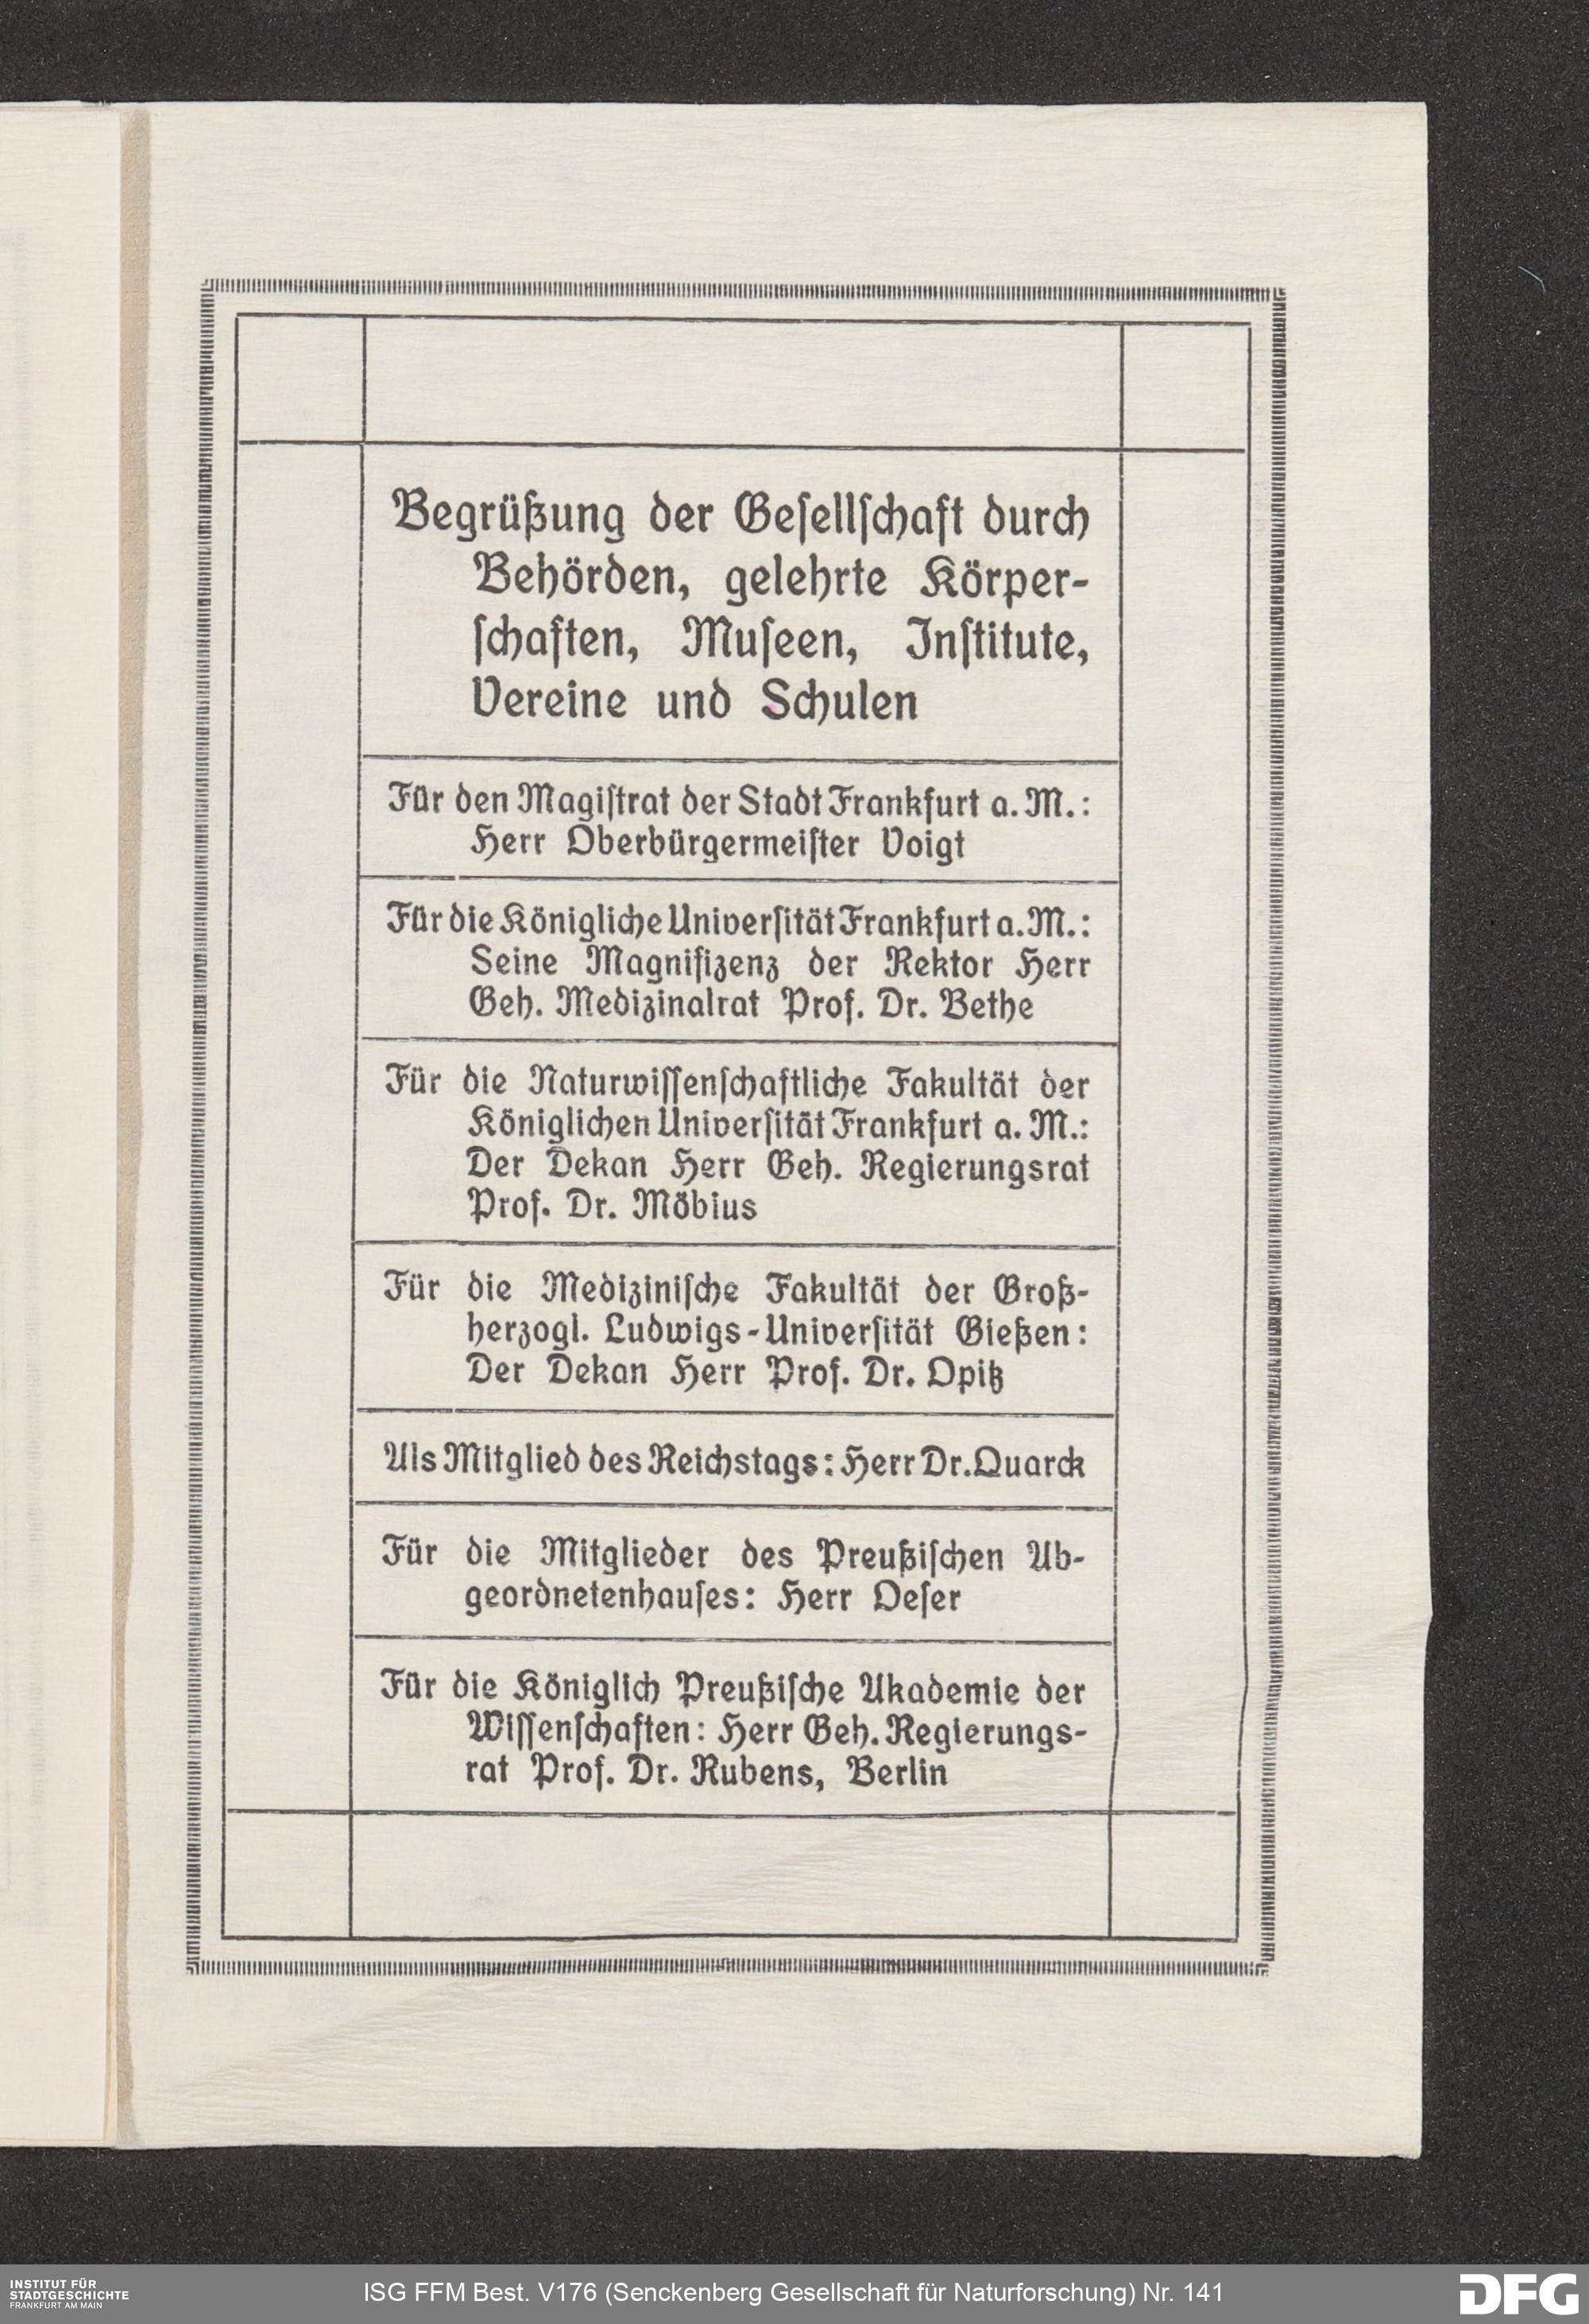 Begrüßung der Geſellſchaft durch
Behörden, gelehrte Körper-
ſchaften, Muſeen, Inſtitute,
Vereine und Schulen
Für den Magiſtrat der Stadt Frankfurt a. M.:
Herr Oberbürgermeiſter Voigt
Für die Königliche Univerſität Frankfurt a. M.:
Seine Magnifizenz der Rektor Herr
Geh. Medizinalrat Prof. Dr. Bethe
Für die Naturwiſſenſchaftliche Fakultät der
Königlichen Univerſität Frankfurt a. M.:
Der Dekan Herr Geh. Regierungsrat
Prof. Dr. Möbius
Für die Mediziniſche Fakultät der Groß-
herzogl. Ludwigs-Univerſität Gießen:
Der Dekan Herr Prof. Dr. Opitz
Als Mitglied des Reichstags: Herr Dr. Quarck
Für die Mitglieder des Preußiſchen Ab-
geordnetenhauſes: Herr Oeſer
Für die Königlich Preußiſche Akademie der
Wiſſenſchaften: Herr Geh. Regierungs-
rat Prof. Dr. Rubens, Berlin
INSTITUT FÜR
STADTGESCHICHTE
FRANKFURT AM MAIN
ISG FFM Best. V176 (Senckenberg Gesellschaft für Naturforschung) Nr. 141
DFG